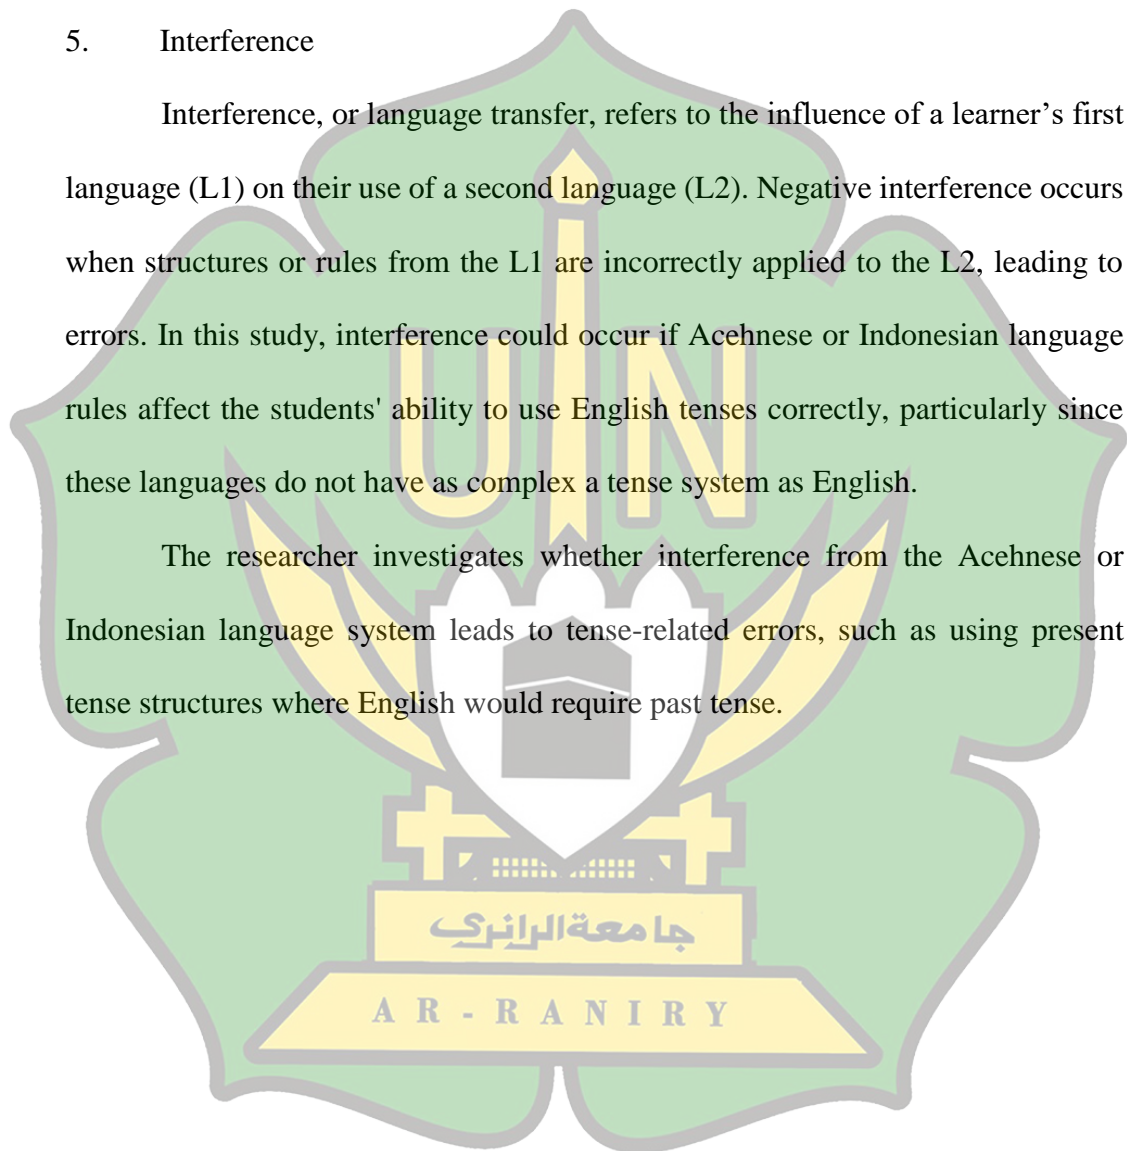 5. Interference
Interference, or language transfer, refers to the influence of a learner’s first
language (L1) on their use of a second language (L2). Negative interference occurs
when structures or rules from the L1 are incorrectly applied to the L2, leading to
errors. In this study, interference could occur if Acehnese or Indonesian language
rules affect the students' ability to use English tenses correctly, particularly since
these languages do not have as complex a tense system as English.
The researcher investigates whether interference from the Acehnese or
Indonesian language system leads to tense-related errors, such as using present
tense structures where English would require past tense.
UIN
جامعة الرانري
AR-RANIRY